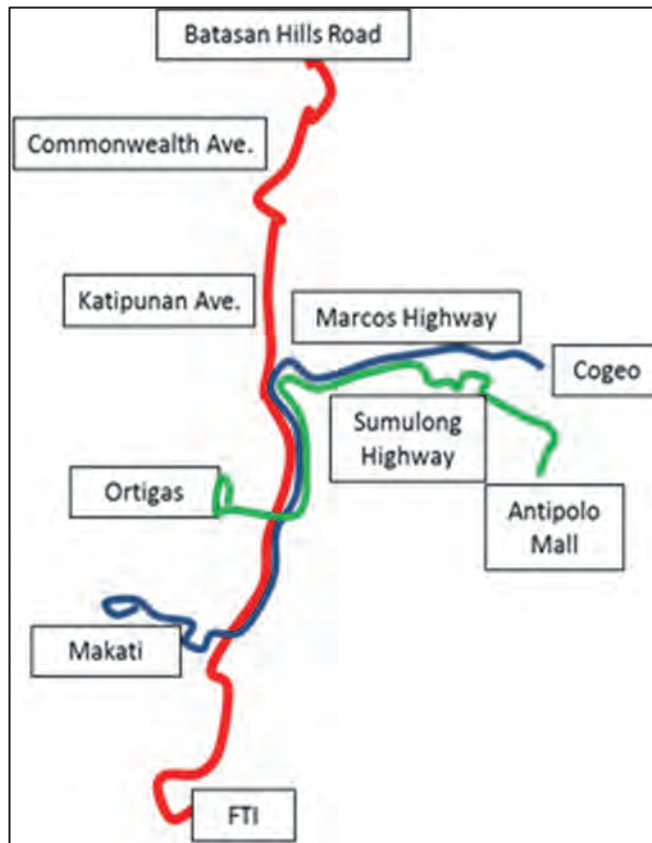 Batasan Hills Road
Commonwealth Ave.
Katipunan Ave.
Marcos Highway
Cogeo
Sumulong
Highway
Ortigas
Antipolo
Mall
Makati
FTI